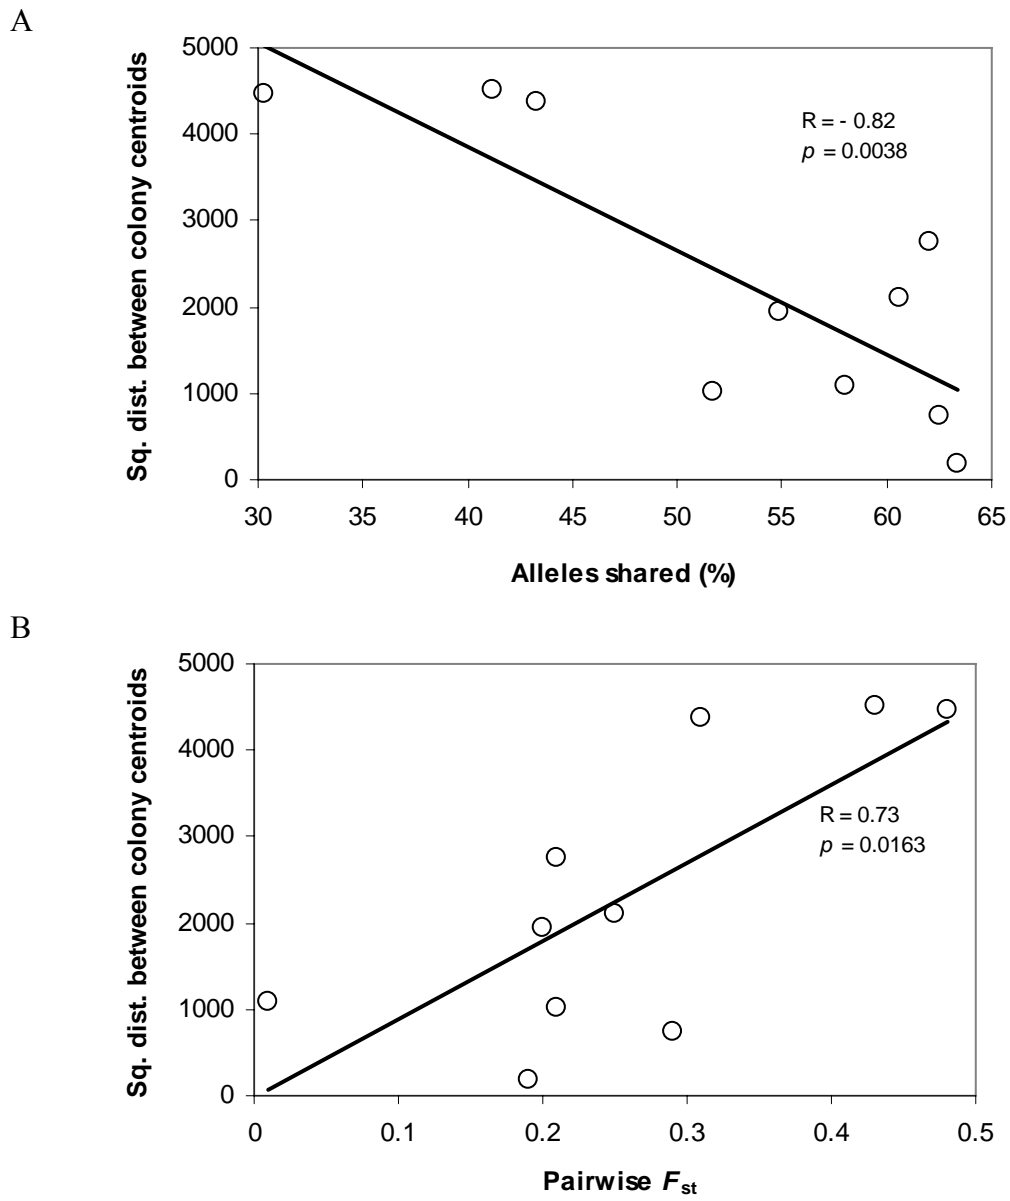 A
Sq. dist. between colony centroids
5000
4000
3000
2000
1000
0
R = - 0.82
p = 0.0038
30 35 40 45 50 55 60 65
Alleles shared (%)
B
Sq. dist. between colony centroids
5000
4000
3000
2000
1000
0
R = 0.73
p = 0.0163
0 0.1 0.2 0.3 0.4 0.5
Pairwise Fst